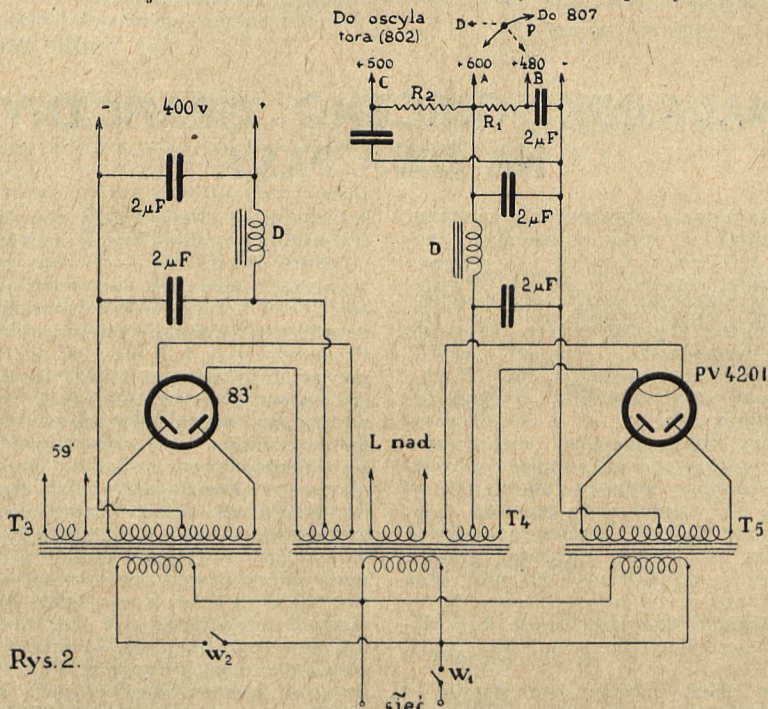 Do oscyla
tora (802)
D
Do 807
P
+500
+600
+480
-
C
A
B
R2
R1
2µF
-
400 v
+
2µF
D
2µF
D
2µF
2µF
83'
PV 4201
59'
L nad.
T3
T4
T5
W2
W1
Rys. 2.
sieć